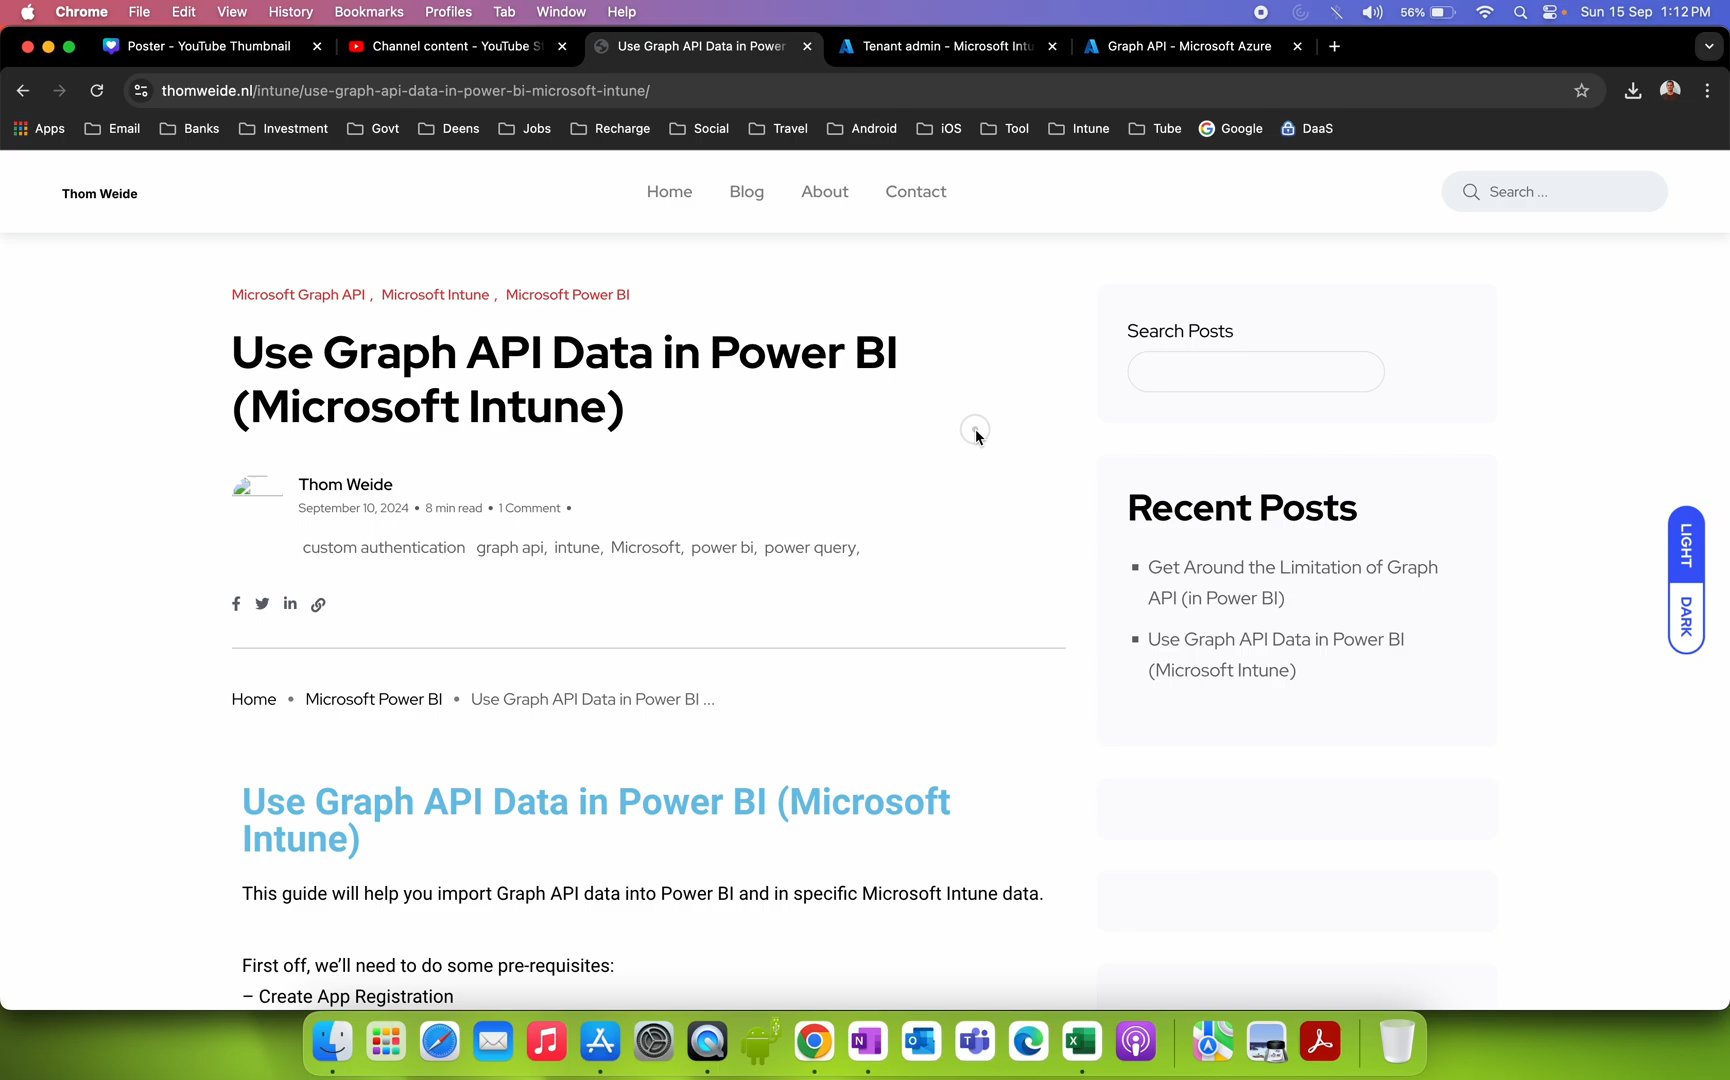 Chrome File Edit View History Bookmarks Profiles Tab Window Help 56% Sun 15 Sep 1:12 PM
Poster - YouTube Thumbnail Channel content - YouTube S Use Graph API Data in Power Tenant admin - Microsoft Intu Graph API - Microsoft Azure
thomweide.nl/intune/use-graph-api-data-in-power-bi-microsoft-intune/
Apps Email Banks Investment Govt Deens Jobs Recharge Social Travel Android iOS Tool Intune Tube Google DaaS
Thom Weide Home Blog About Contact Search ...
Microsoft Graph API , Microsoft Intune , Microsoft Power BI
Use Graph API Data in Power BI
(Microsoft Intune)
Thom Weide
September 10, 2024 • 8 min read • 1 Comment •
custom authentication graph api, intune, Microsoft, power bi, power query,
Home • Microsoft Power BI • Use Graph API Data in Power BI ...
Use Graph API Data in Power BI (Microsoft
Intune)
This guide will help you import Graph API data into Power BI and in specific Microsoft Intune data.
First off, we'll need to do some pre-requisites:
– Create App Registration
Search Posts
Recent Posts
Get Around the Limitation of Graph
API (in Power BI)
Use Graph API Data in Power BI
(Microsoft Intune)
LIGHT
DARK